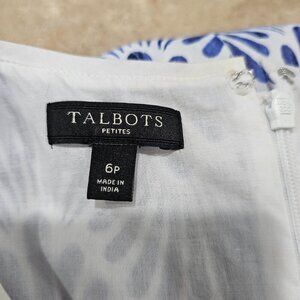 TALBOTS
PETITES
6P
MADE IN
INDIA